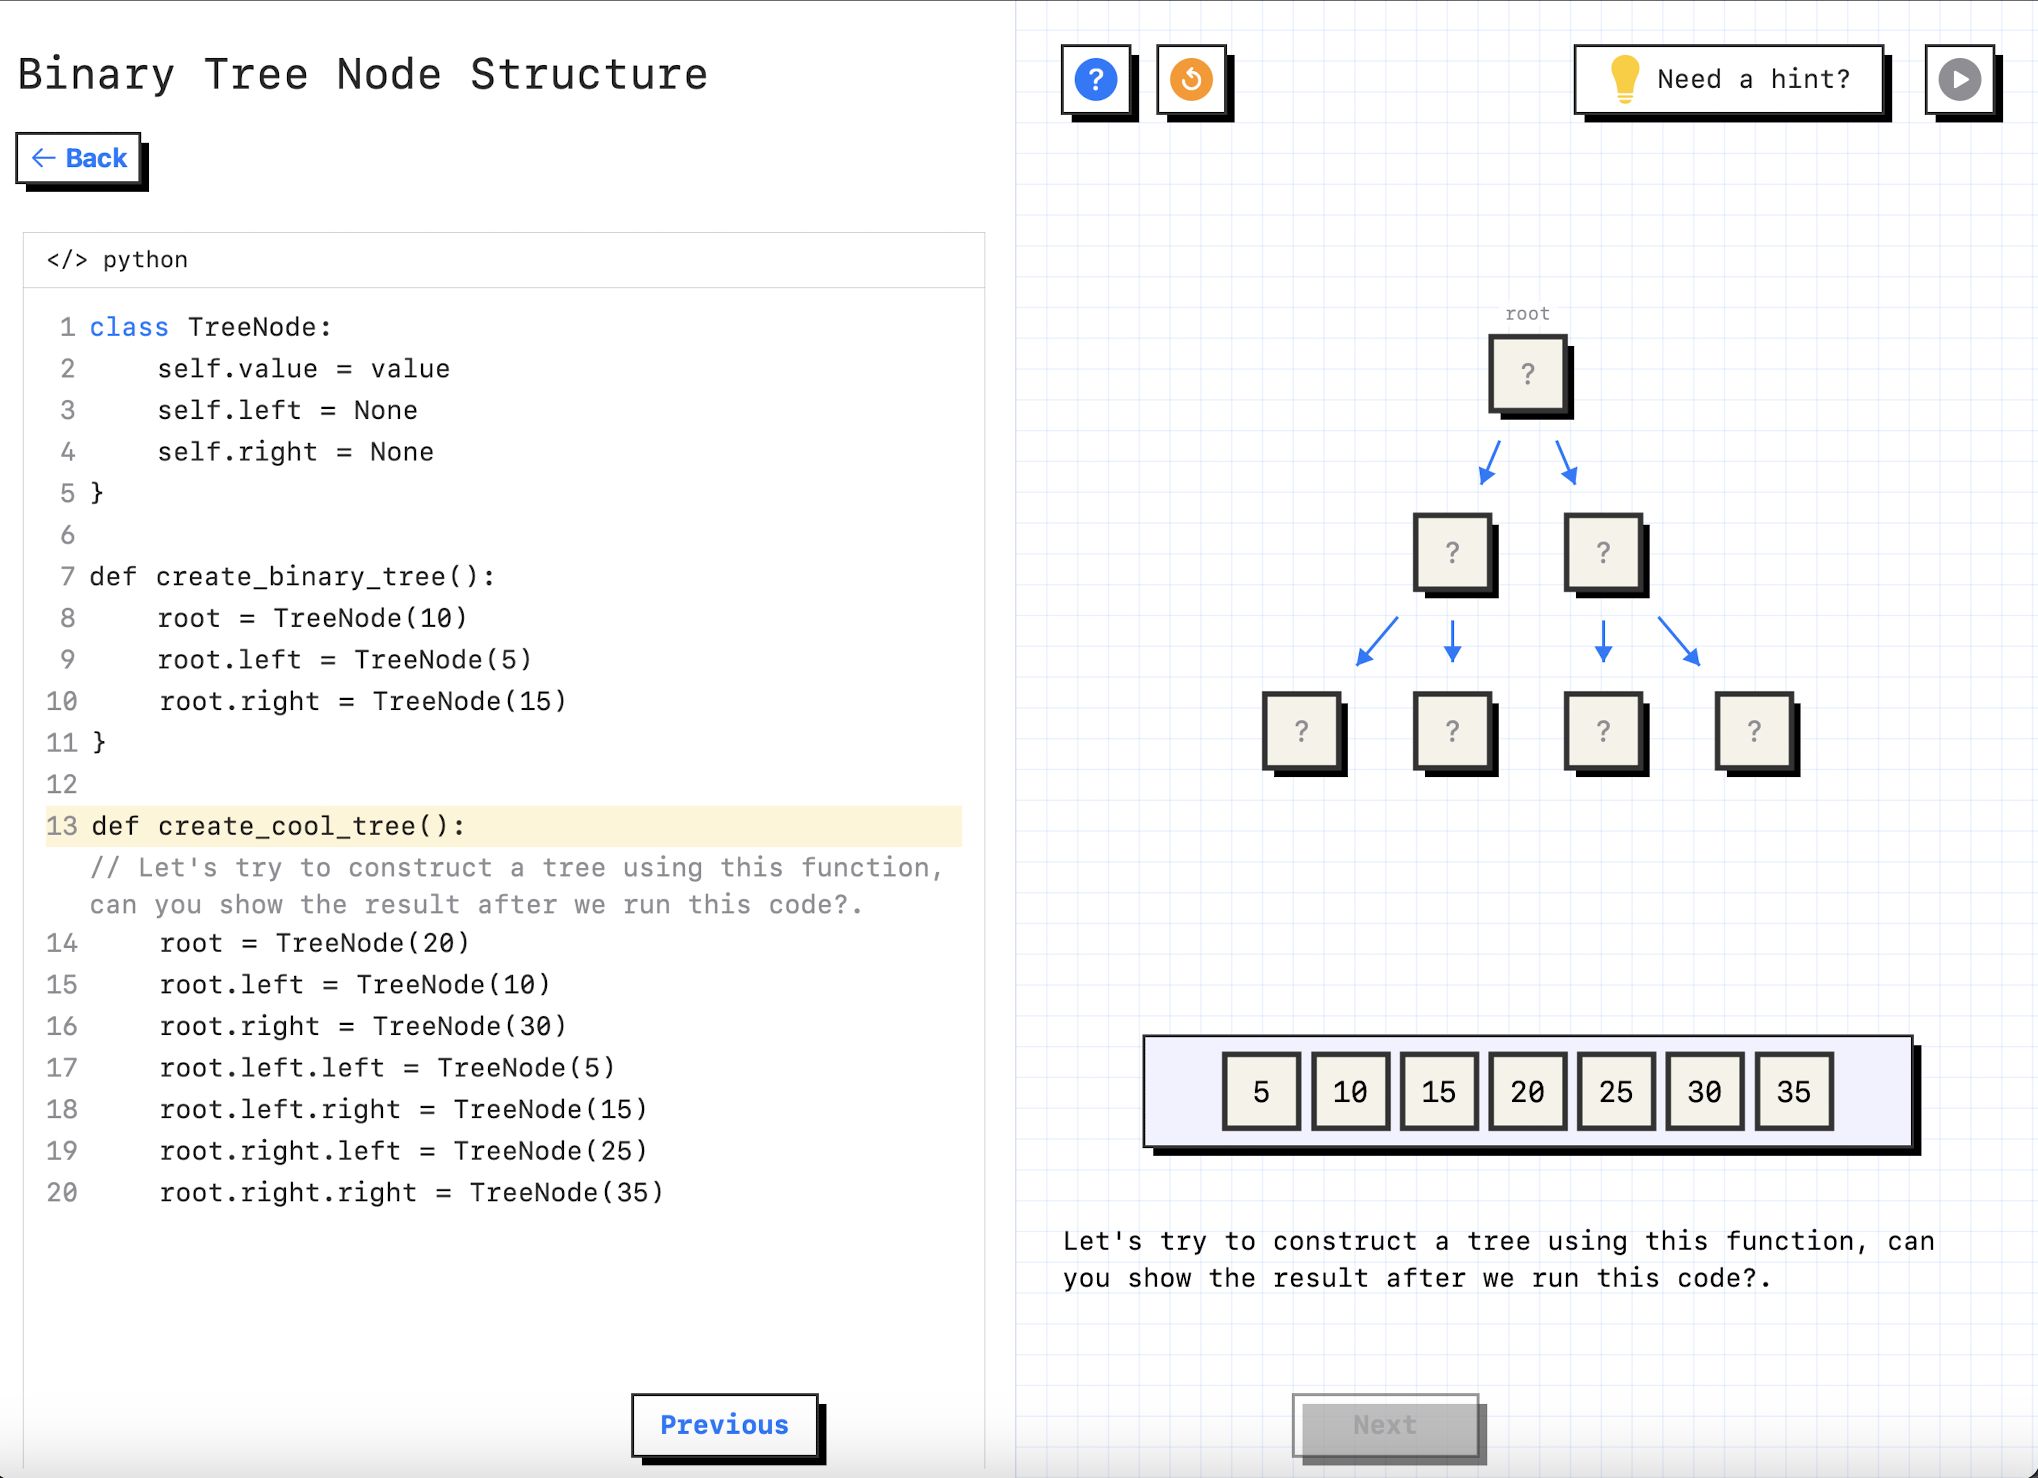 Binary Tree Node Structure
← Back
</> python
1 class TreeNode:
2 self.value = value
3 self.left = None
4 self.right = None
5 }
6
7 def create_binary_tree():
8 root = TreeNode(10)
9 root.left = TreeNode(5)
10 root.right = TreeNode(15)
11 }
12
13 def create_cool_tree():
// Let's try to construct a tree using this function,
can you show the result after we run this code?.
14 root = TreeNode(20)
15 root.left = TreeNode(10)
16 root.right = TreeNode(30)
17 root.left.left = TreeNode(5)
18 root.left.right = TreeNode(15)
19 root.right.left = TreeNode(25)
20 root.right.right = TreeNode(35)
Previous
?
Need a hint?
root
?
? ?
? ? ? ?
5 10 15 20 25 30 35
Let's try to construct a tree using this function, can
you show the result after we run this code?.
Next